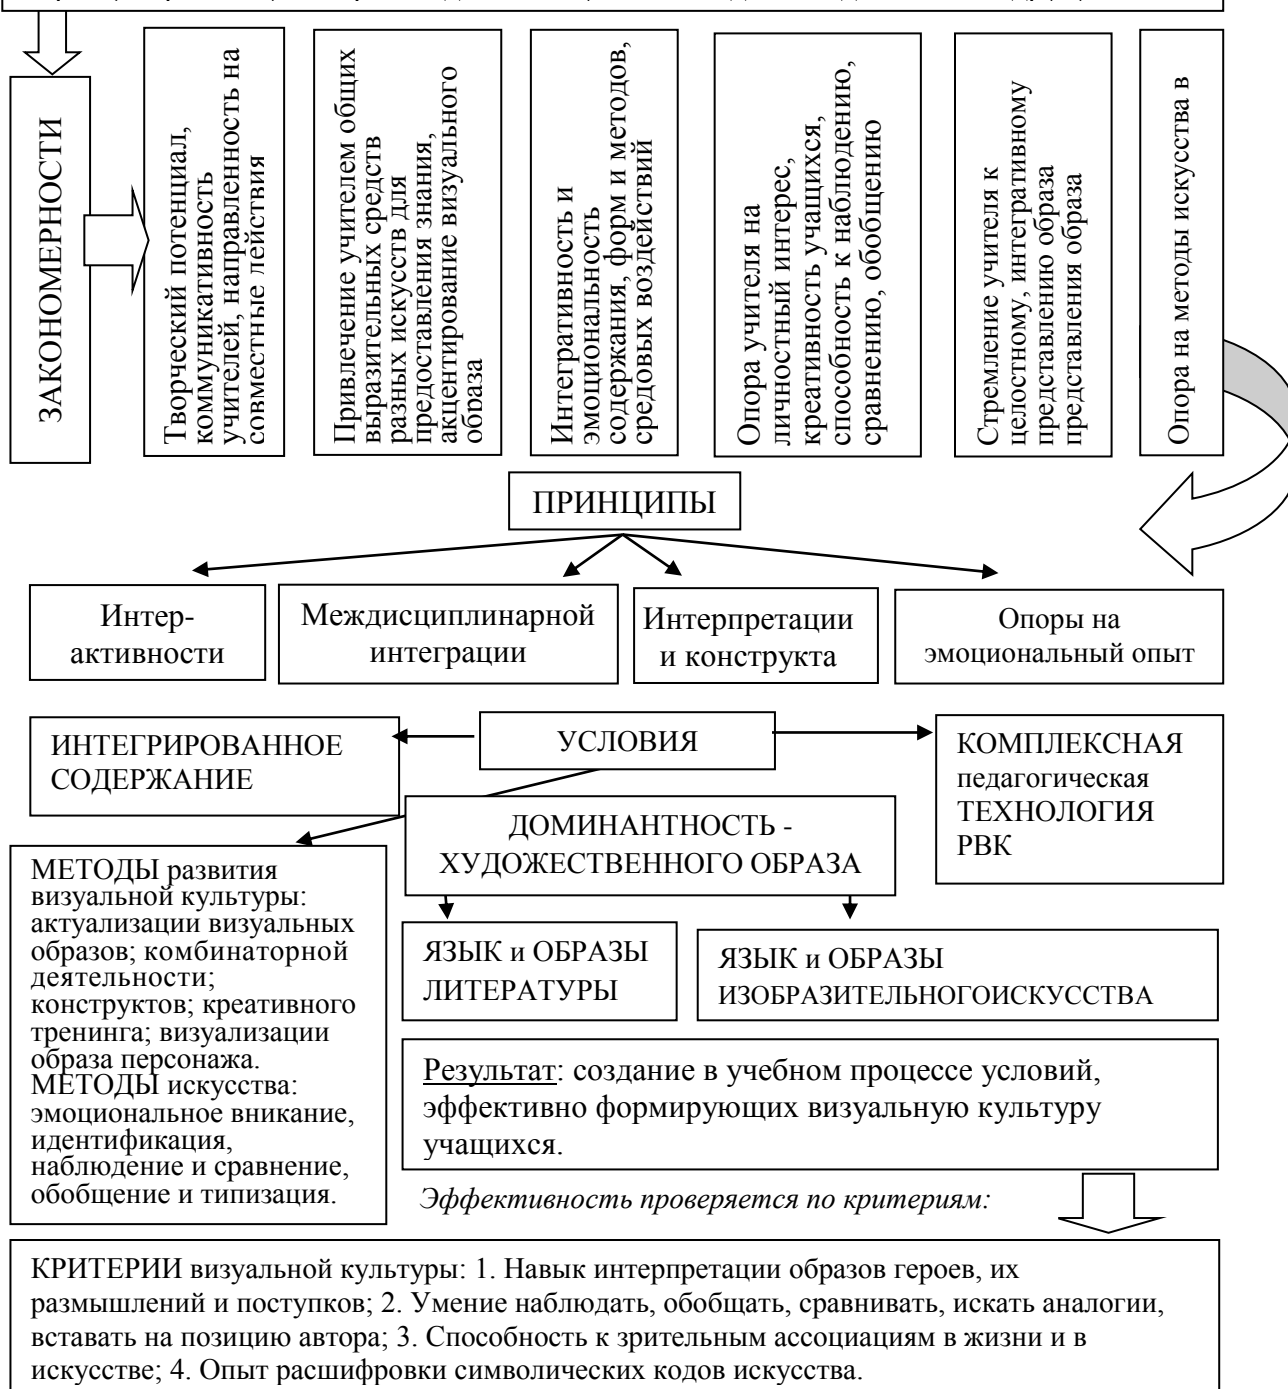 ЗАКОНОМЕРНОСТИ
Творческий потенциал,
коммуникативность
учителей, направленность на
совместные лействия
Привлечение учителем общих
выразительных средств
разных искусств для
предоставления знания,
акцентирование визуального
образа
Интегративность и
эмоциональность
содержания, форм и методов,
средовых воздействий
Опора учителя на
личностный интерес,
креативность учащихся,
способность к наблюдению,
сравнению, обобщению
Стремление учителя к
целостному, интегративному
представлению образа
представления образа
Опора на методы искусства в
ПРИНЦИПЫ
Интер-
активности
Междисциплинарной
интеграции
Интерпретации
и конструкта
Опоры на
эмоциональный опыт
ИНТЕГРИРОВАННОЕ
СОДЕРЖАНИЕ
УСЛОВИЯ
КОМПЛЕКСНАЯ
педагогическая
ТЕХНОЛОГИЯ
РВК
ДОМИНАНТНОСТЬ -
ХУДОЖЕСТВЕННОГО ОБРАЗА
МЕТОДЫ развития
визуальной культуры:
актуализации визуальных
образов; комбинаторной
деятельности;
конструктов; креативного
тренинга; визуализации
образа персонажа.
МЕТОДЫ искусства:
эмоциональное вникание,
идентификация,
наблюдение и сравнение,
обобщение и типизация.
ЯЗЫК и ОБРАЗЫ
ЛИТЕРАТУРЫ
ЯЗЫК и ОБРАЗЫ
ИЗОБРАЗИТЕЛЬНОГОИСКУССТВА
Результат: создание в учебном процессе условий,
эффективно формирующих визуальную культуру
учащихся.
Эффективность проверяется по критериям:
КРИТЕРИИ визуальной культуры: 1. Навык интерпретации образов героев, их
размышлений и поступков; 2. Умение наблюдать, обобщать, сравнивать, искать аналогии,
вставать на позицию автора; 3. Способность к зрительным ассоциациям в жизни и в
искусстве; 4. Опыт расшифровки символических кодов искусства.